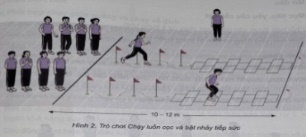 10 – 12 m
Hình 2. Trò chơi Chạy luồn cọc và bật nhảy tiếp sức